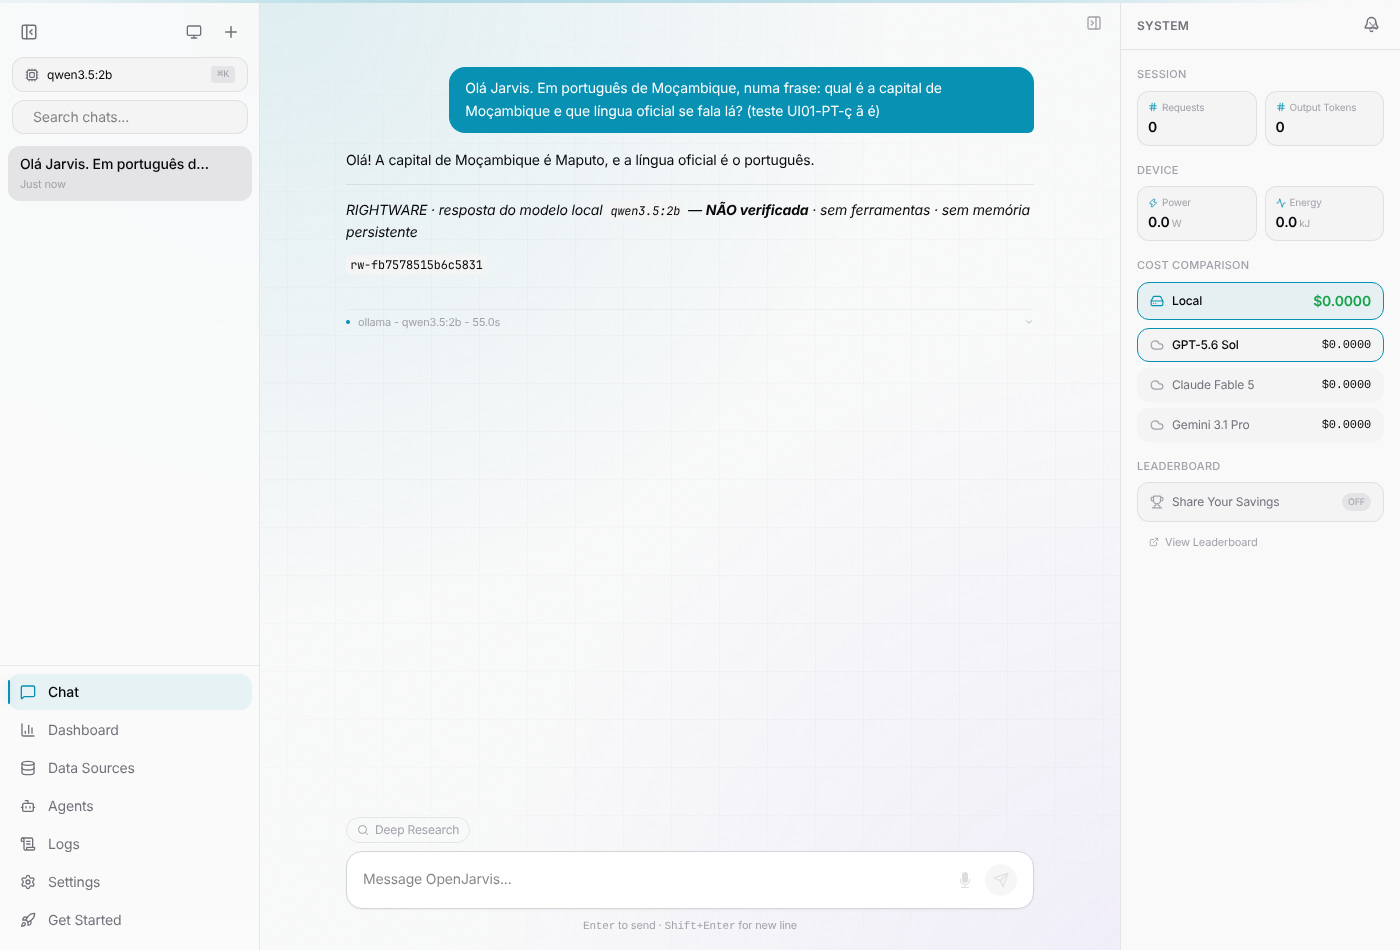 qwen3.5:2b
⌘K
Search chats...
Olá Jarvis. Em português d...
Just now
Chat
Dashboard
Data Sources
Agents
Logs
Settings
Get Started
Olá Jarvis. Em português de Moçambique, numa frase: qual é a capital de
Moçambique e que língua oficial se fala lá? (teste UI01-PT-ç ã é)
Olá! A capital de Moçambique é Maputo, e a língua oficial é o português.
RIGHTWARE · resposta do modelo local qwen3.5:2b — NÃO verificada · sem ferramentas · sem memória
persistente
rw-fb7578515b6c5831
ollama - qwen3.5:2b - 55.0s
Deep Research
Message OpenJarvis...
Enter to send · Shift+Enter for new line
SYSTEM
SESSION
# Requests
0
# Output Tokens
0
DEVICE
Power
0.0 W
Energy
0.0 kJ
COST COMPARISON
Local $0.0000
GPT-5.6 Sol $0.0000
Claude Fable 5 $0.0000
Gemini 3.1 Pro $0.0000
LEADERBOARD
Share Your Savings OFF
View Leaderboard